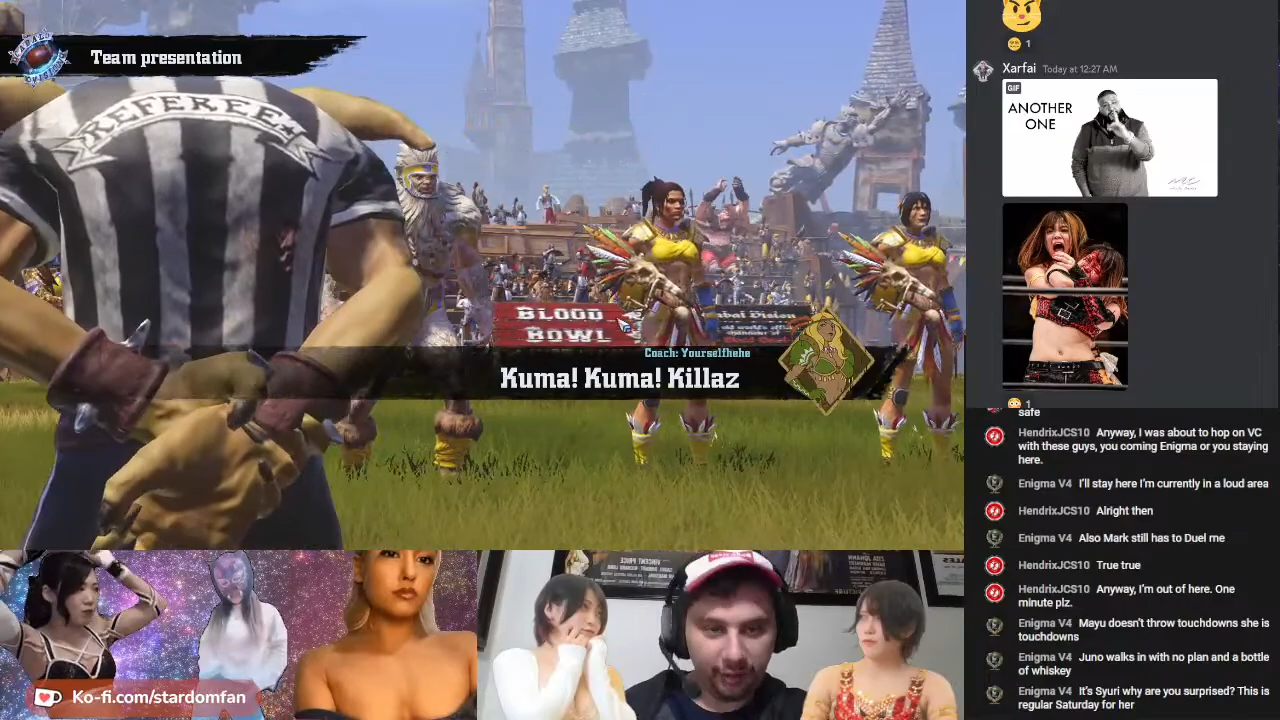 Team presentation
REFEREE
BLOOD
BOWL
Coach: Yourselfhehe
Kuma! Kuma! Killaz
Ko-fi.com/stardomfan
1
Xarfai Today at 12:27 AM
GIF
ANOTHER
ONE
1
safe
HendrixJCS10 Anyway, I was about to hop on VC
with these guys, you coming Enigma or you staying
here.
Enigma V4 I'll stay here I'm currently in a loud area
HendrixJCS10 Alright then
Enigma V4 Also Mark still has to Duel me
HendrixJCS10 True true
HendrixJCS10 Anyway, I'm out of here. One
minute plz.
Enigma V4 Mayu doesn't throw touchdowns she is
touchdowns
Enigma V4 Juno walks in with no plan and a bottle
of whiskey
Enigma V4 It's Syuri why are you surprised? This is
regular Saturday for her